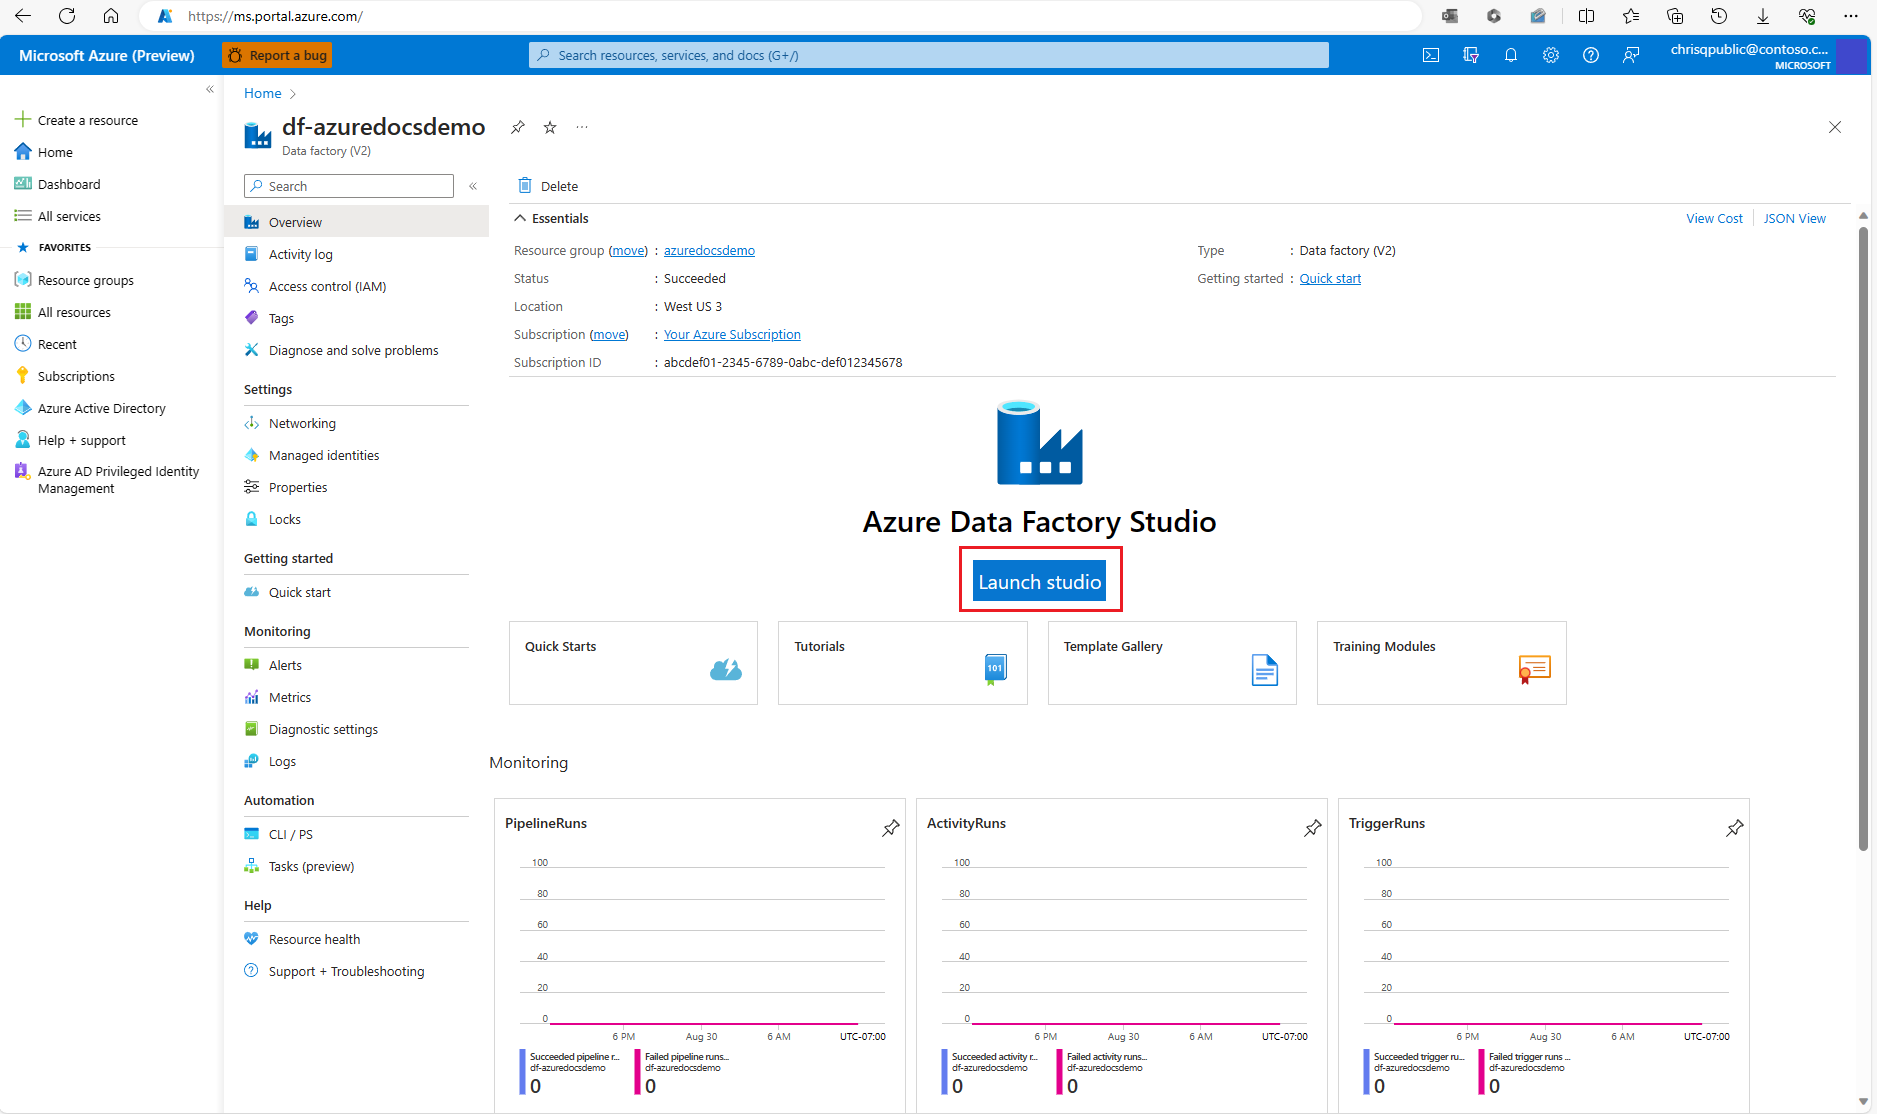 https://ms.portal.azure.com/
Microsoft Azure (Preview)
Report a bug
Search resources, services, and docs (G+/)
chrisqpublic@contoso.c...
MICROSOFT
Create a resource
Home
Dashboard
All services
FAVORITES
Resource groups
All resources
Recent
Subscriptions
Azure Active Directory
Help + support
Azure AD Privileged Identity
Management
Home
df-azuredocsdemo
Data factory (V2)
Search
Overview
Activity log
Access control (IAM)
Tags
Diagnose and solve problems
Settings
Networking
Managed identities
Properties
Locks
Getting started
Quick start
Monitoring
Alerts
Metrics
Diagnostic settings
Logs
Automation
CLI / PS
Tasks (preview)
Help
Resource health
Support + Troubleshooting
Delete
Essentials
View Cost
JSON View
Resource group (move) : azuredocsdemo
Status : Succeeded
Location : West US 3
Subscription (move) : Your Azure Subscription
Subscription ID : abcdef01-2345-6789-0abc-def012345678
Type : Data factory (V2)
Getting started : Quick start
Azure Data Factory Studio
Launch studio
Quick Starts
Tutorials
101
Template Gallery
Training Modules
Monitoring
PipelineRuns
100
80
60
40
20
0
6 PM Aug 30 6 AM UTC-07:00
Succeeded pipeline r...
df-azuredocsdemo
0
Failed pipeline runs...
df-azuredocsdemo
0
ActivityRuns
100
80
60
40
20
0
6 PM Aug 30 6 AM UTC-07:00
Succeeded activity r...
df-azuredocsdemo
0
Failed activity runs...
df-azuredocsdemo
0
TriggerRuns
100
80
60
40
20
0
6 PM Aug 30 6 AM UTC-07:00
Succeeded trigger ru...
df-azuredocsdemo
0
Failed trigger runs ...
df-azuredocsdemo
0